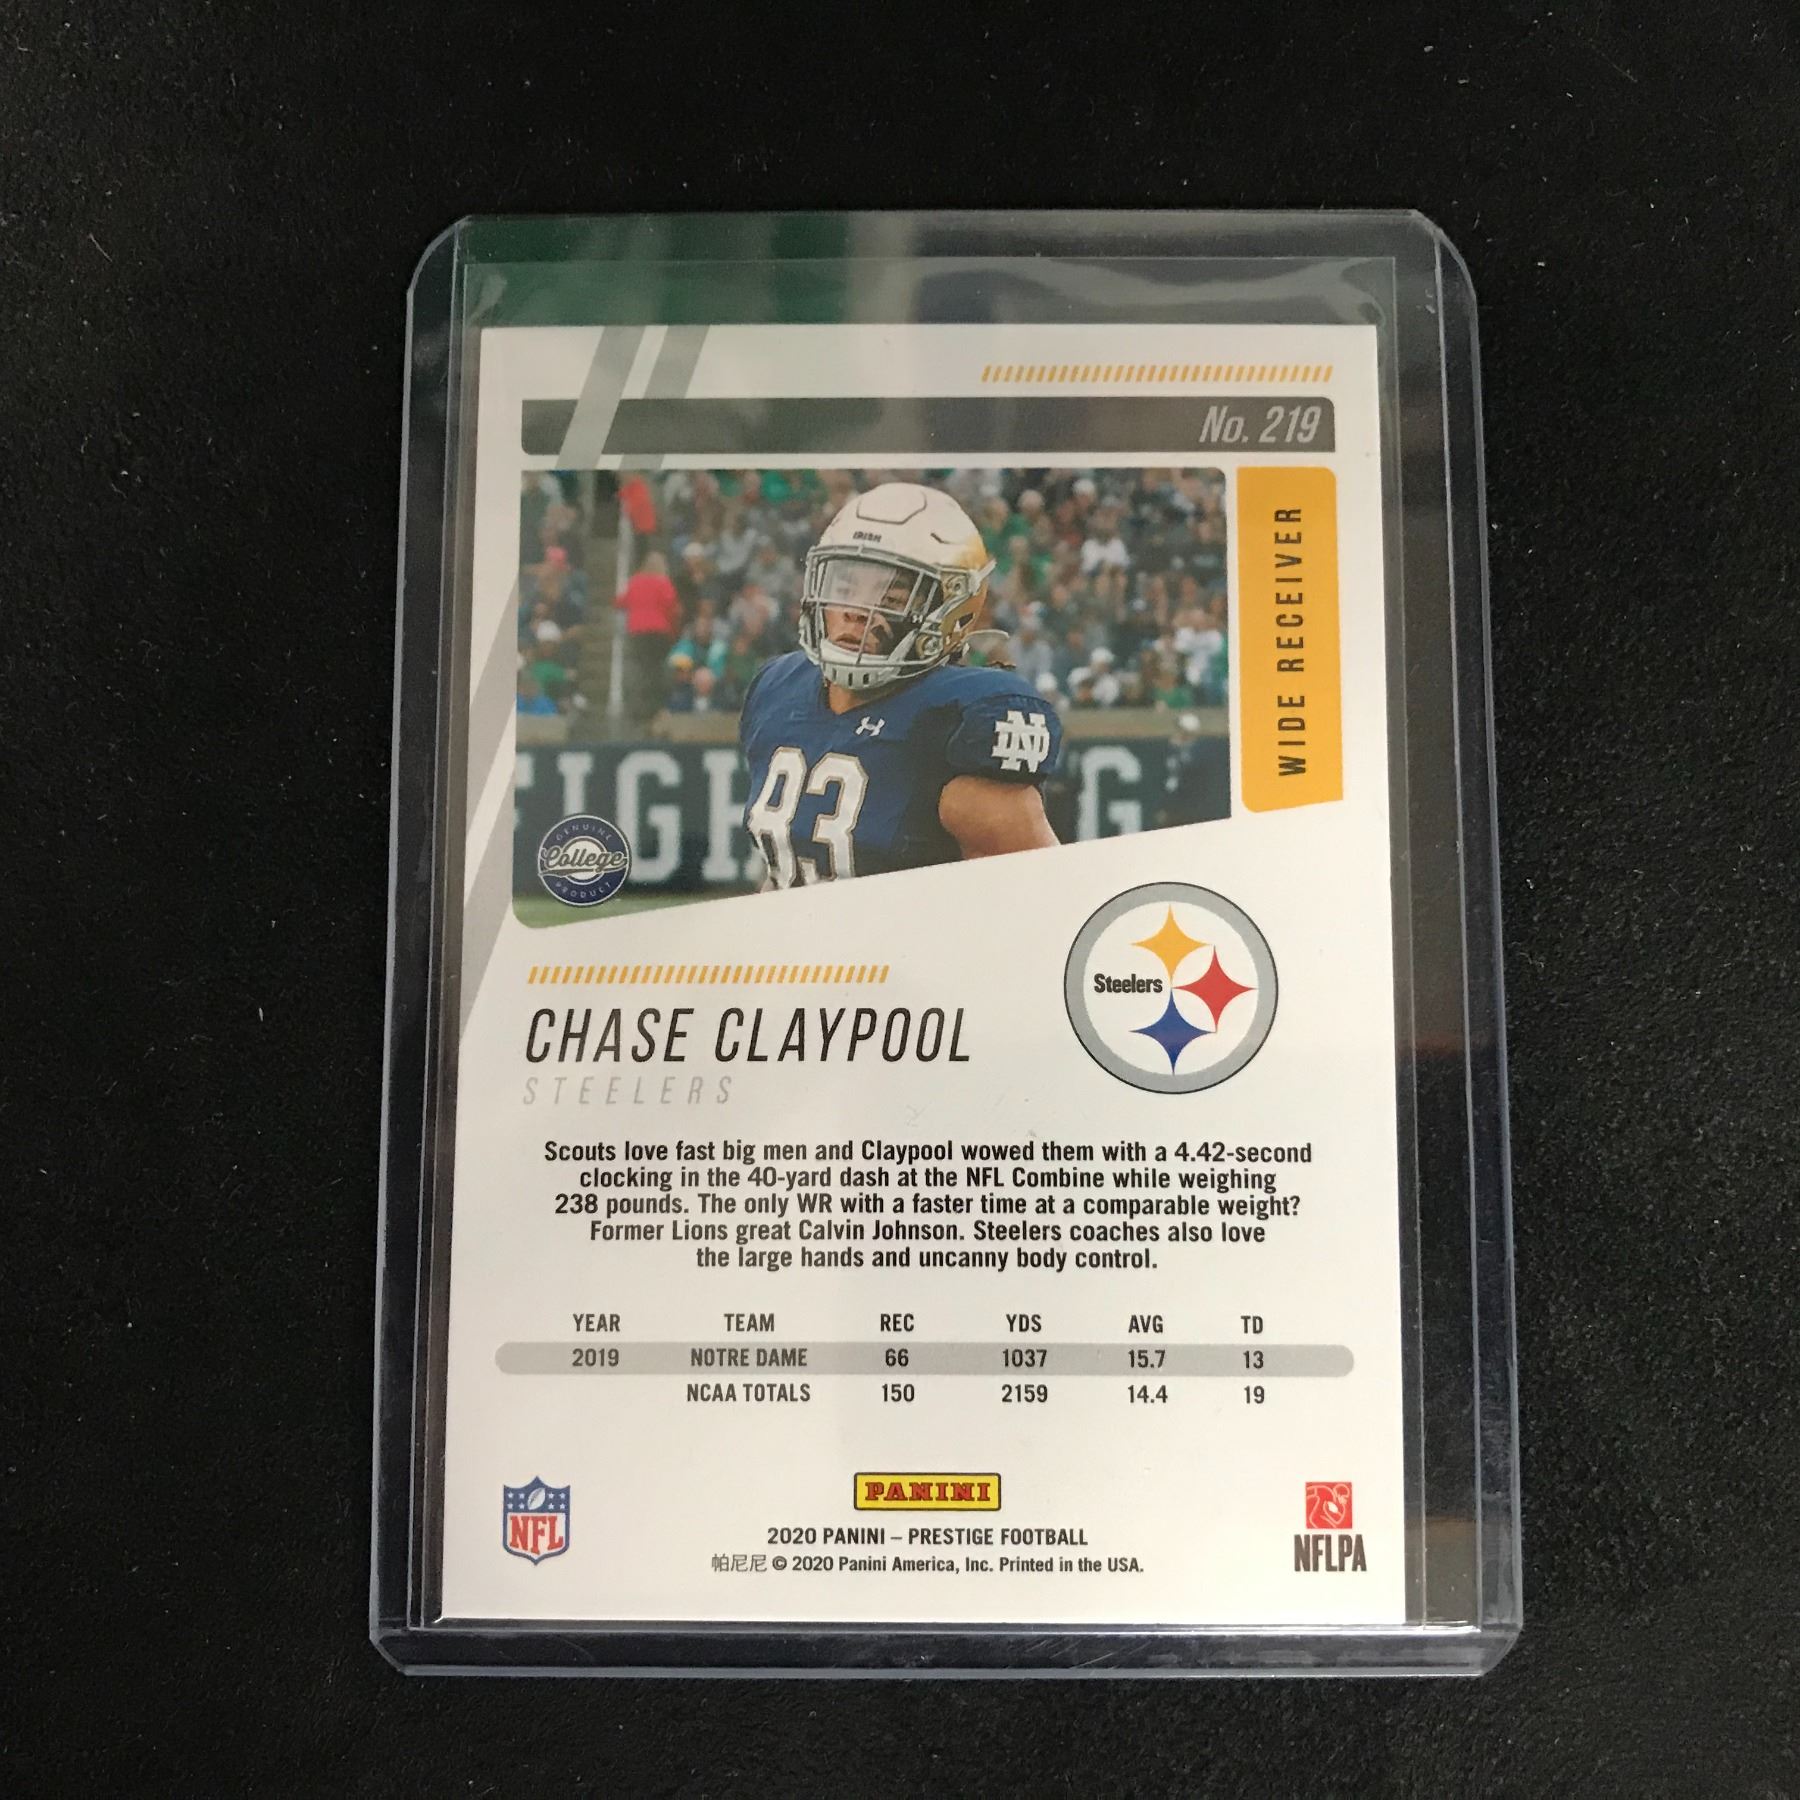 No. 219
WIDE RECEIVER
IRISH
ND
83
FIGH G
GENUINE
College
PRODUCT
Steelers
CHASE CLAYPOOL
STEELERS
Scouts love fast big men and Claypool wowed them with a 4.42-second
clocking in the 40-yard dash at the NFL Combine while weighing
238 pounds. The only WR with a faster time at a comparable weight?
Former Lions great Calvin Johnson. Steelers coaches also love
the large hands and uncanny body control.
YEAR TEAM REC YDS AVG TD
2019 NOTRE DAME 66 1037 15.7 13
NCAA TOTALS 150 2159 14.4 19
NFL
PANINI
NFLPA
2020 PANINI – PRESTIGE FOOTBALL
帕尼尼 © 2020 Panini America, Inc. Printed in the USA.